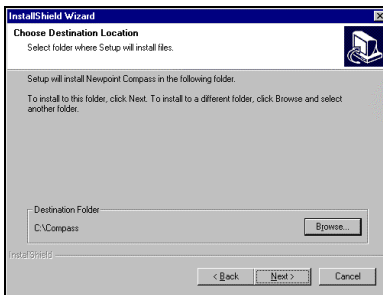 InstallShield Wizard
Choose Destination Location
Select folder where Setup will install files.
Setup will install Newpoint Compass in the following folder.
To install to this folder, click Next. To install to a different folder, click Browse and select
another folder.
Destination Folder
C:\Compass
Browse...
InstallShield
< Back
Next >
Cancel